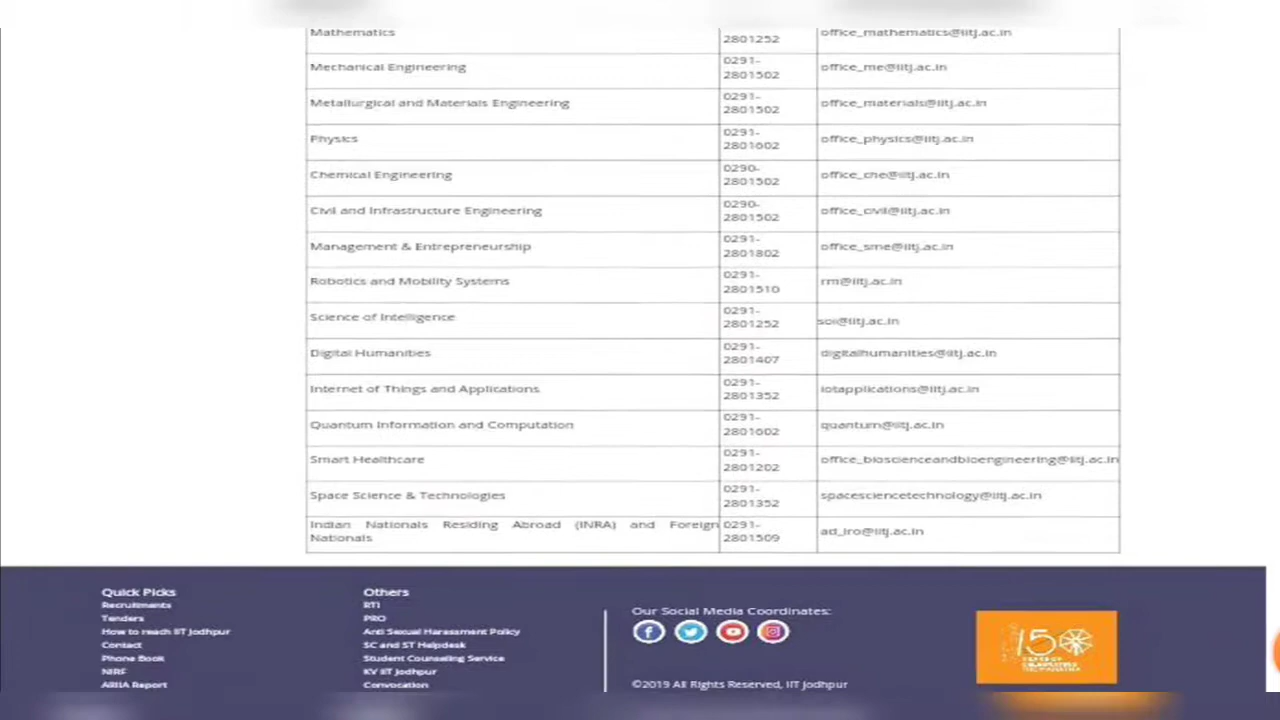 Mathematics 2801252 office_mathematics@iitj.ac.in
Mechanical Engineering 0291-2801502 office_me@iitj.ac.in
Metallurgical and Materials Engineering 0291-2801502 office_materials@iitj.ac.in
Physics 0291-2801602 office_physics@iitj.ac.in
Chemical Engineering 0290-2801502 office_che@iitj.ac.in
Civil and Infrastructure Engineering 0290-2801502 office_civil@iitj.ac.in
Management & Entrepreneurship 0291-2801802 office_sme@iitj.ac.in
Robotics and Mobility Systems 0291-2801510 rm@iitj.ac.in
Science of Intelligence 0291-2801252 soi@iitj.ac.in
Digital Humanities 0291-2801407 digitalhumanities@iitj.ac.in
Internet of Things and Applications 0291-2801352 iotapplications@iitj.ac.in
Quantum Information and Computation 0291-2801602 quantum@iitj.ac.in
Smart Healthcare 0291-2801202 office_bioscienceandbioengineering@iitj.ac.in
Space Science & Technologies 0291-2801352 spacesciencetechnology@iitj.ac.in
Indian Nationals Residing Abroad (INRA) and Foreign Nationals 0291-2801509 ad_iro@iitj.ac.in
Quick Picks
Recruitments
Tenders
How to reach IIT Jodhpur
Contact
Phone Book
NIRF
ARIIA Report
Others
RTI
PRO
Anti Sexual Harassment Policy
SC and ST Helpdesk
Student Counseling Service
KV IIT Jodhpur
Convocation
Our Social Media Coordinates:
©2019 All Rights Reserved, IIT Jodhpur
150
YEARS OF
CELEBRATING
THE MAHATMA